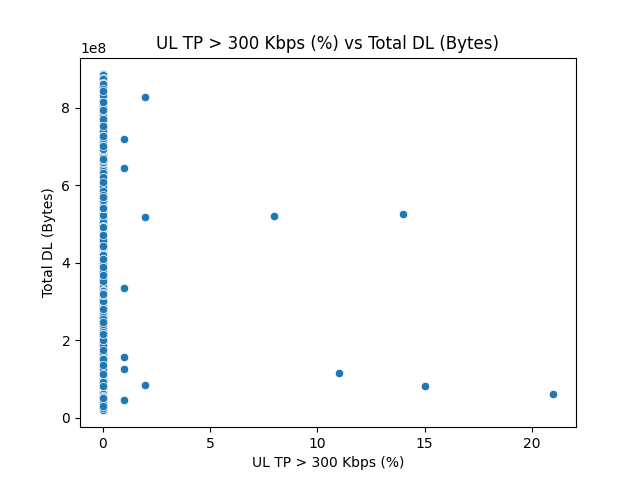 UL TP > 300 Kbps (%) vs Total DL (Bytes)
1e8
8
6
4
2
0
Total DL (Bytes)
0 5 10 15 20
UL TP > 300 Kbps (%)